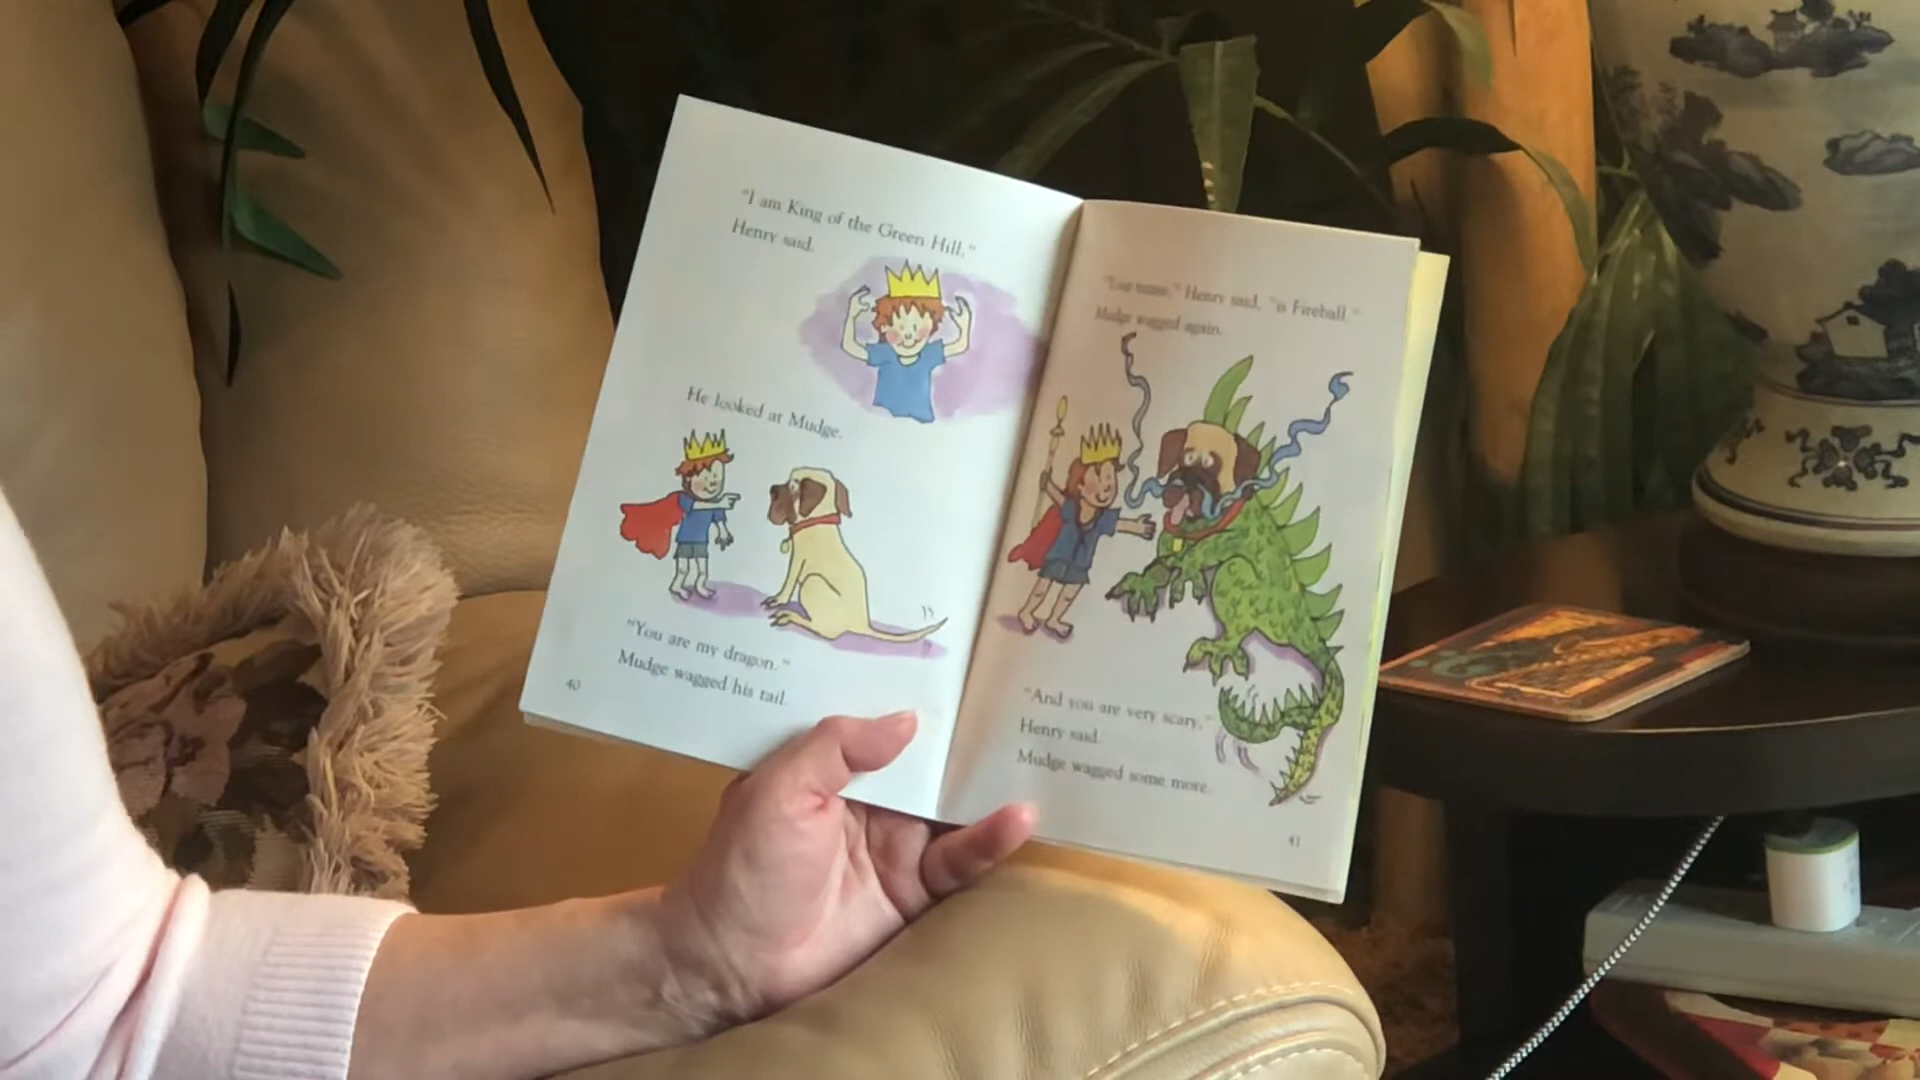 "I am King of the Green Hill,"
Henry said.
He looked at Mudge.
"You are my dragon."
Mudge wagged his tail.
40
"Your name," Henry said, "is Fireball."
Mudge wagged again.
"And you are very scary,"
Henry said.
Mudge wagged some more.
41